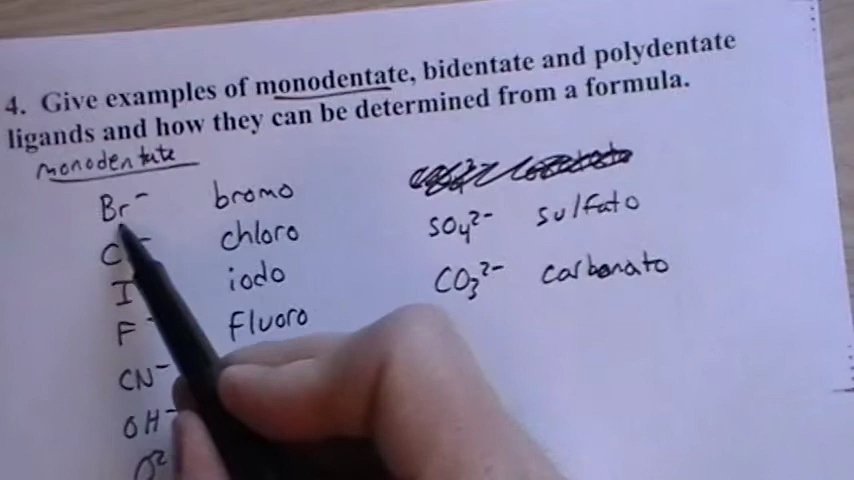 4. Give examples of monodentate, bidentate and polydentate
ligands and how they can be determined from a formula.
monodentate
Br⁻ bromo
chloro
I iodo
F⁻ Fluoro
CN⁻
OH⁻
O²
SO₄²⁻ sulfato
CO₃²⁻ carbonato